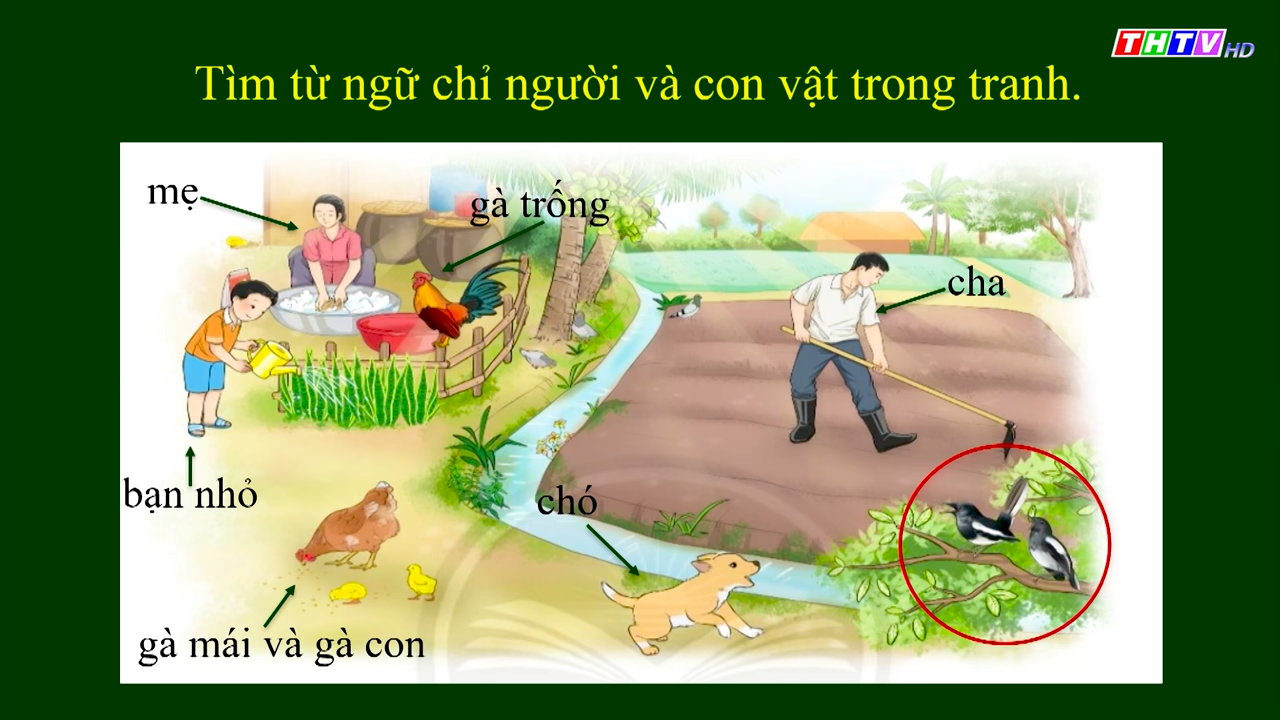 THTV HD
Tìm từ ngữ chỉ người và con vật trong tranh.
mẹ
gà trống
cha
bạn nhỏ
chó
gà mái và gà con